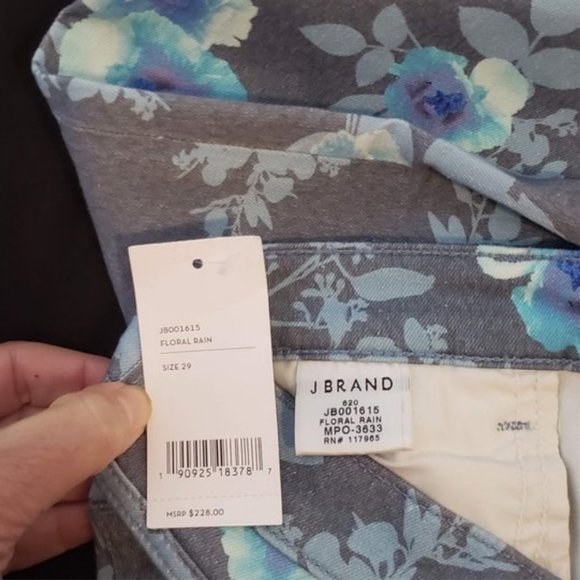 JB001615
FLORAL RAIN
SIZE 29
1 90925 18378 7
MSRP $228.00
J BRAND
620
JB001615
FLORAL RAIN
MPO-3633
RN# 117965